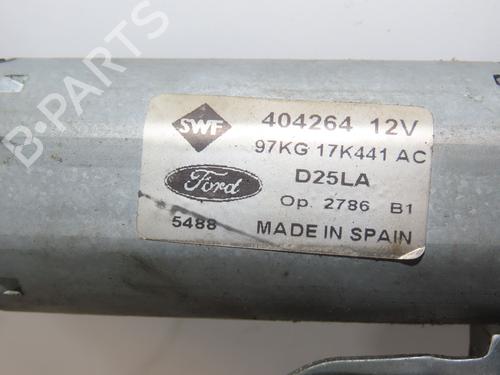 SWF 404264 12V
97KG 17K441 AC
Ford D25LA
Op. 2786 B1
5488 MADE IN SPAIN
B-PARTS